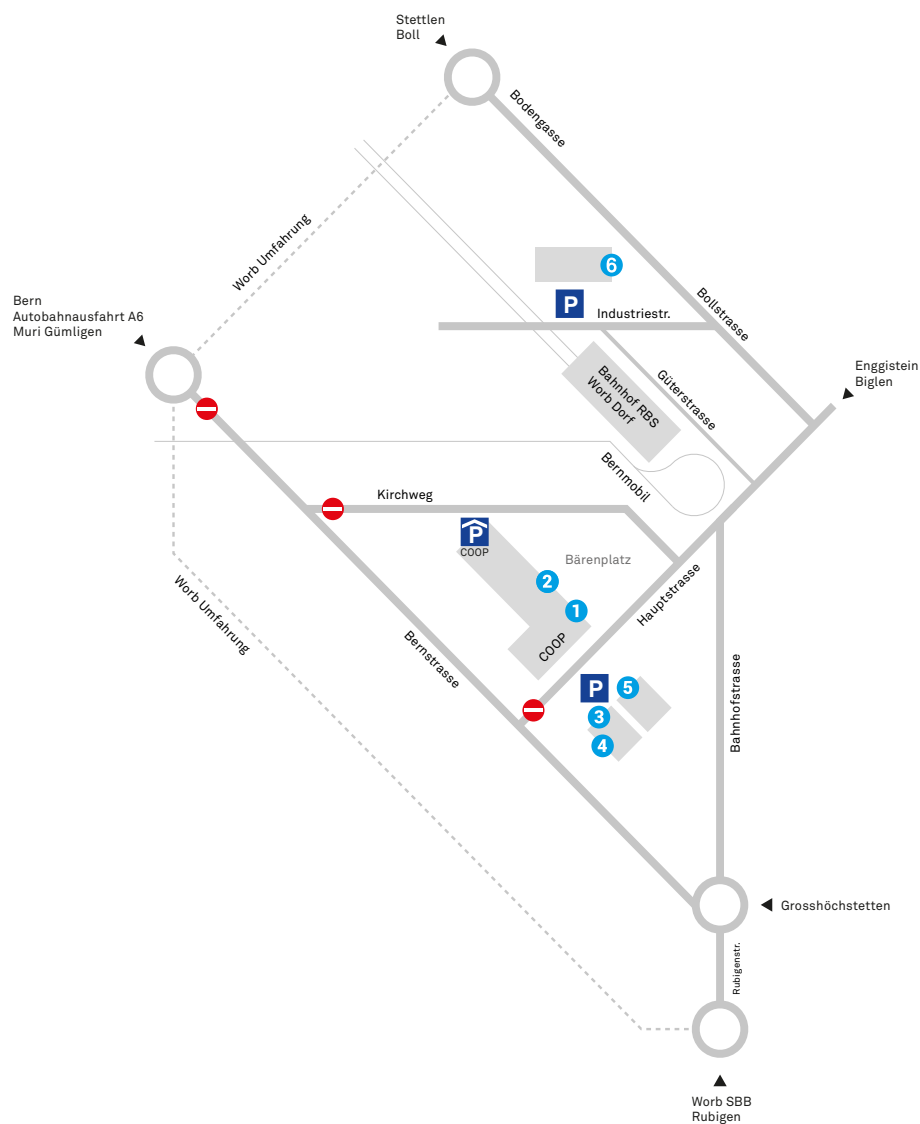 Stettlen
Boll
Bodengasse
Worb Umfahrung
6
P
Industriestr.
Bollstrasse
Bern
Autobahnausfahrt A6
Muri Gümligen
Bahnhof RBS
Worb Dorf
Güterstrasse
Enggistein
Biglen
Bernmobil
Kirchweg
P
COOP
Bärenplatz
2
1
COOP
Hauptstrasse
Worb Umfahrung
Bernstrasse
P
5
3
4
Bahnhofstrasse
Grosshöchstetten
Rubigenstr.
Worb SBB
Rubigen